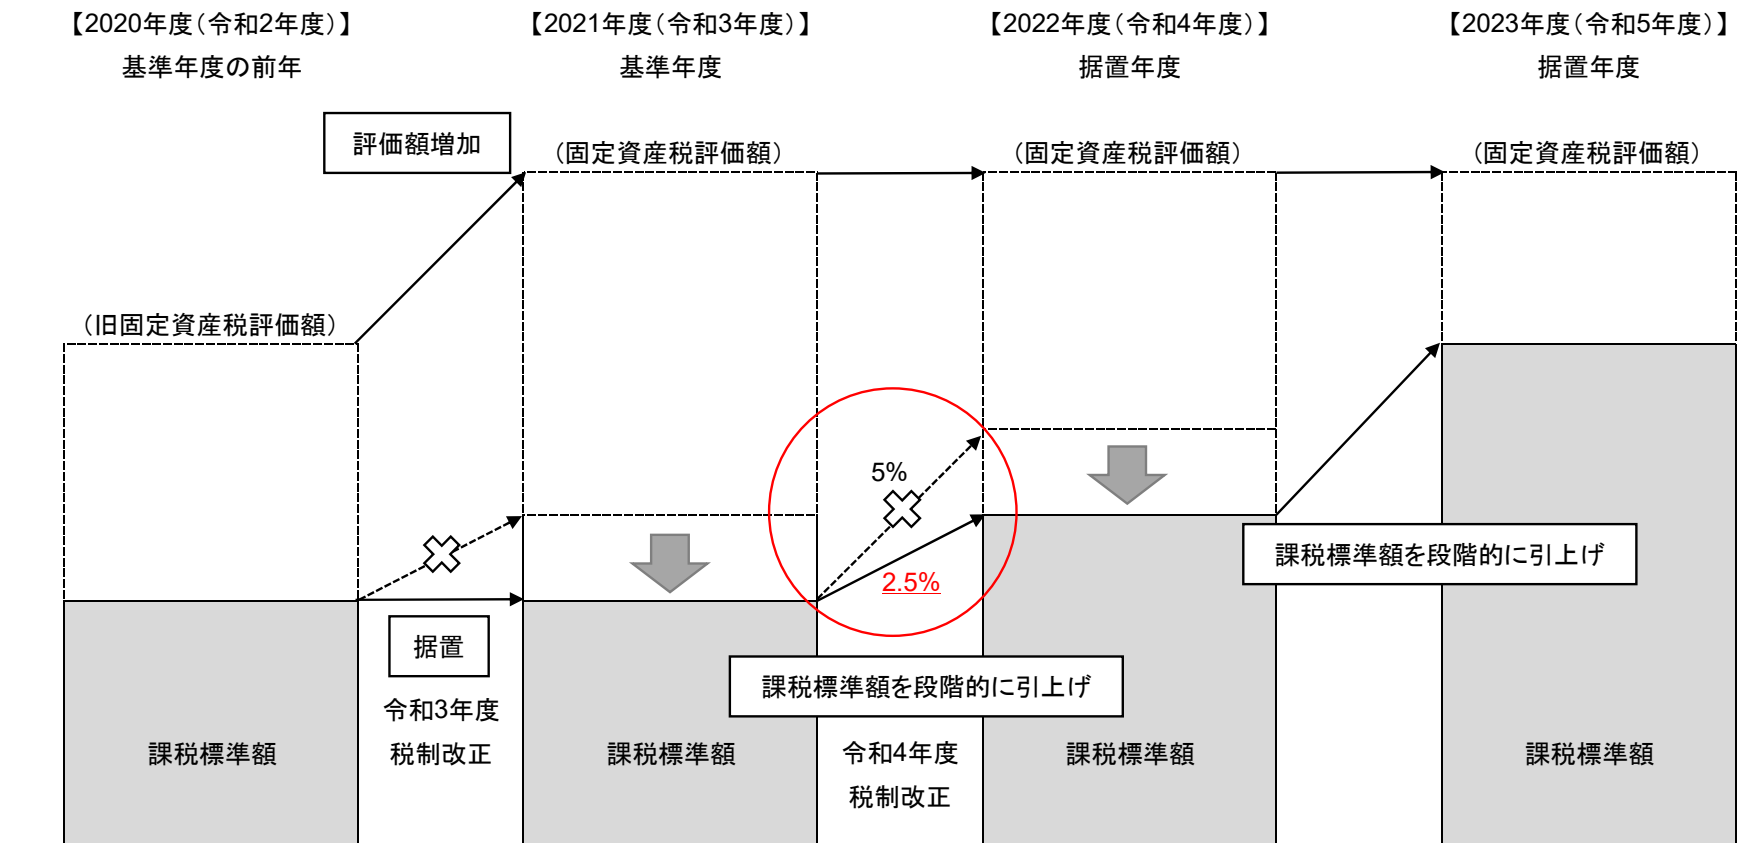 【2020年度（令和2年度）】
基準年度の前年
【2021年度（令和3年度）】
基準年度
【2022年度（令和4年度）】
据置年度
【2023年度（令和5年度）】
据置年度
評価額増加
（固定資産税評価額）
（固定資産税評価額）
（固定資産税評価額）
（旧固定資産税評価額）
5%
2.5%
課税標準額を段階的に引上げ
据置
課税標準額を段階的に引上げ
令和3年度
税制改正
令和4年度
税制改正
課税標準額
課税標準額
課税標準額
課税標準額